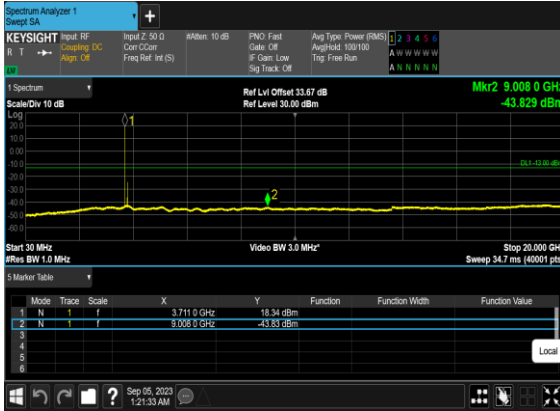 Spectrum Analyzer 1
Swept SA
+
KEYSIGHT
R T
Input: RF
Coupling: DC
Align: Off
Input Z: 50 Ω
Corr CCorr
Freq Ref: Int (S)
#Atten: 10 dB
PNO: Fast
Gate: Off
IF Gain: Low
Sig Track: Off
Avg Type: Power (RMS)
Avg|Hold: 100/100
Trig: Free Run
1 2 3 4 5 6
A W W W W W
A N N N N N
1 Spectrum
Scale/Div 10 dB
Ref Lvl Offset 33.67 dB
Ref Level 30.00 dBm
Mkr2 9.008 0 GHz
-43.829 dBm
Log
20.0
10.0
0.00
-10.0
-20.0
-30.0
-40.0
-50.0
-60.0
1
2
DL1 -13.00 dBm
Start 30 MHz
#Res BW 1.0 MHz
Video BW 3.0 MHz*
Stop 20.000 GH
Sweep 34.7 ms (40001 pts
5 Marker Table
Mode Trace Scale X Y Function Function Width Function Value
1 N 1 f 3.711 0 GHz 18.34 dBm
2 N 1 f 9.008 0 GHz -43.83 dBm
3
4
5
6
Local
?
Sep 05, 2023
1:21:33 AM